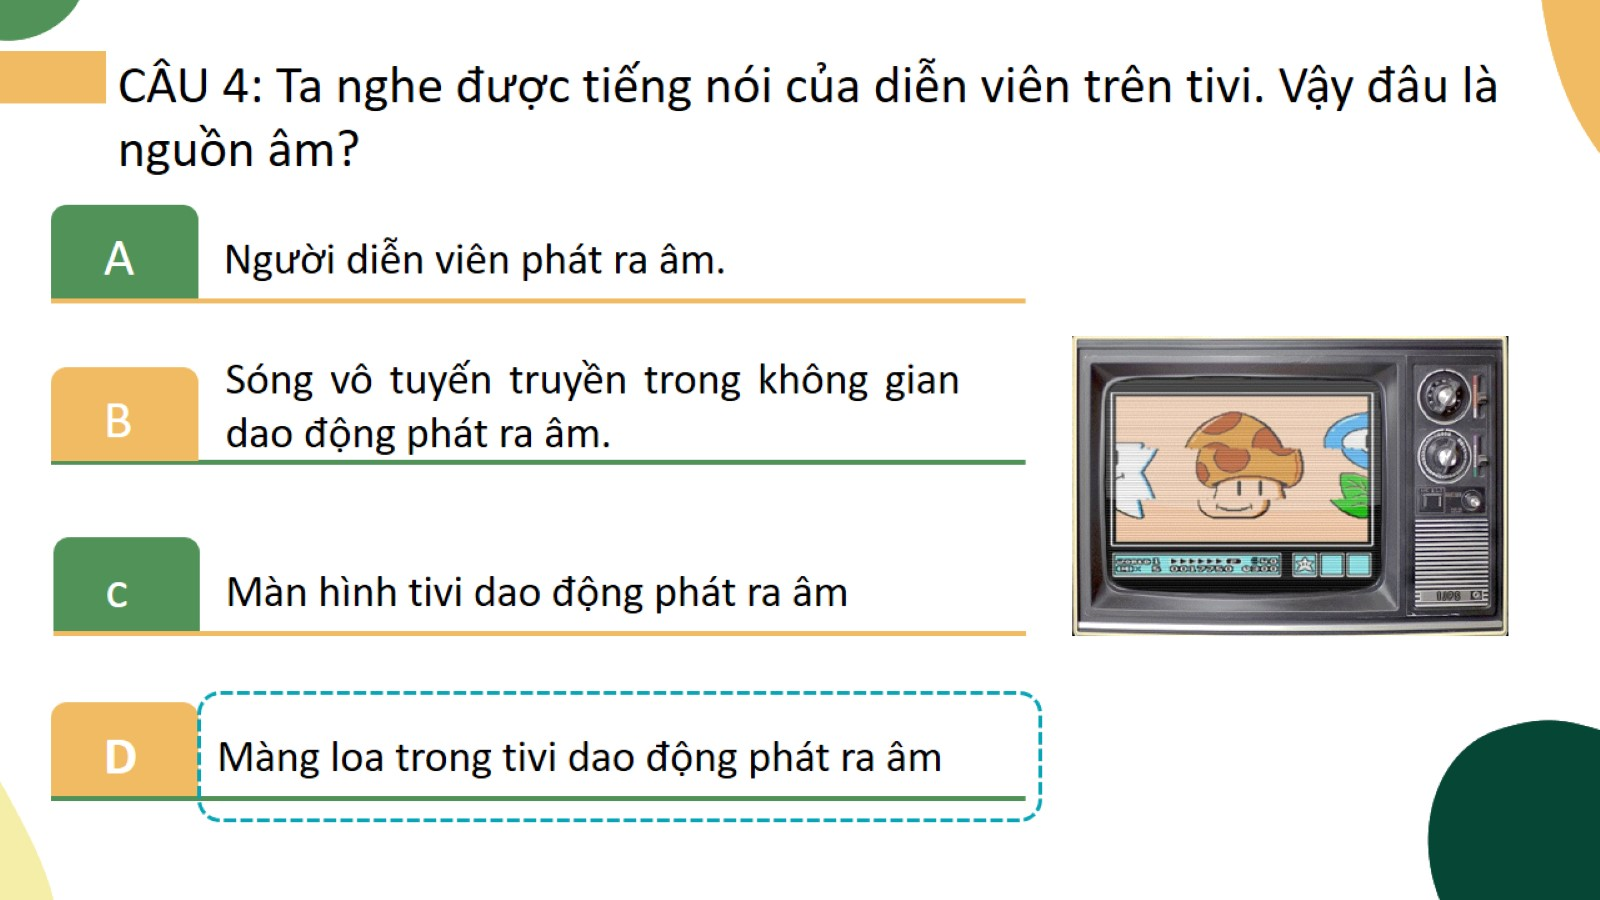 CÂU 4: Ta nghe được tiếng nói của diễn viên trên tivi. Vậy đâu là
nguồn âm?
A
Người diễn viên phát ra âm.
B
Sóng vô tuyến truyền trong không gian
dao động phát ra âm.
C
Màn hình tivi dao động phát ra âm
D
Màng loa trong tivi dao động phát ra âm